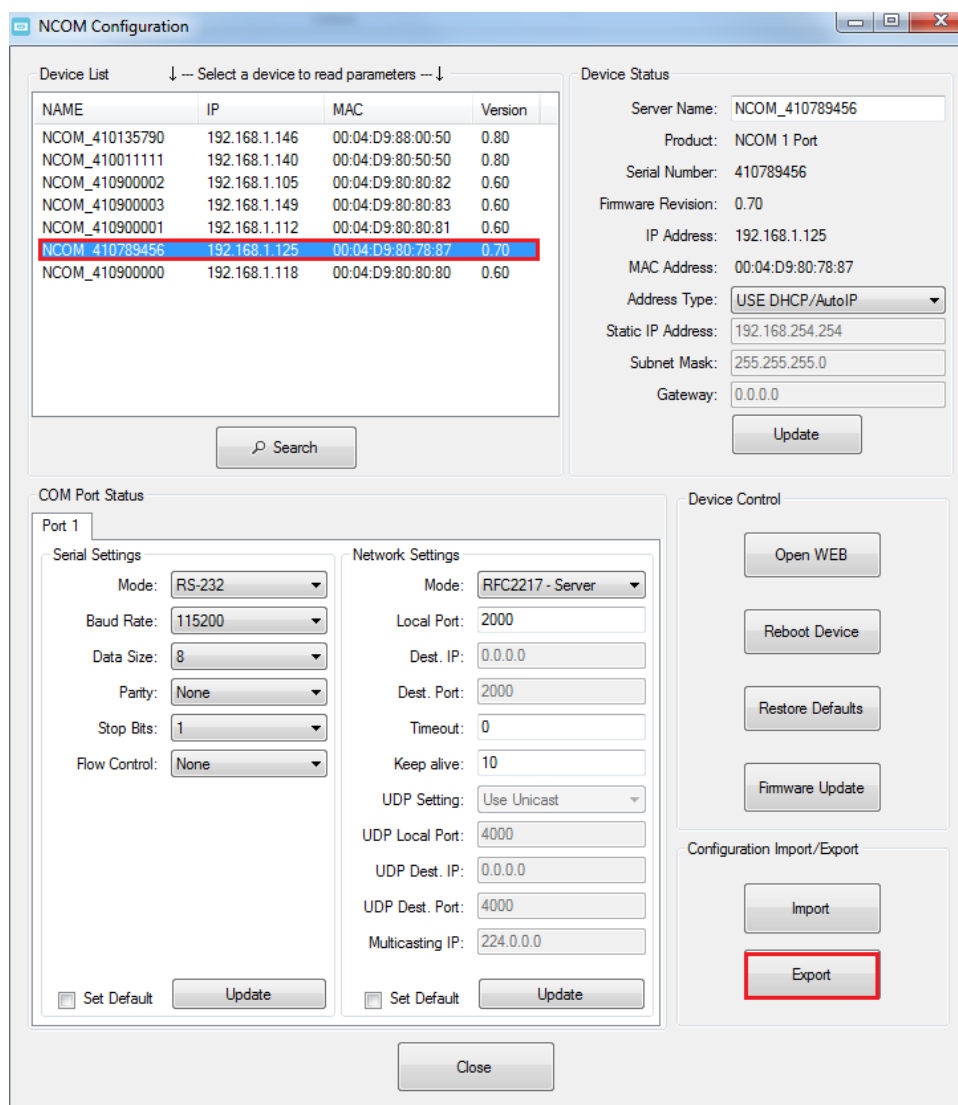 NCOM Configuration
Device List ↓ --- Select a device to read parameters --- ↓
NAME IP MAC Version
NCOM_410135790 192.168.1.146 00:04:D9:88:00:50 0.80
NCOM_410011111 192.168.1.140 00:04:D9:80:50:50 0.80
NCOM_410900002 192.168.1.105 00:04:D9:80:80:82 0.60
NCOM_410900003 192.168.1.149 00:04:D9:80:80:83 0.60
NCOM_410900001 192.168.1.112 00:04:D9:80:80:81 0.60
NCOM_410789456 192.168.1.125 00:04:D9:80:78:87 0.70
NCOM_410900000 192.168.1.118 00:04:D9:80:80:80 0.60
Search
Device Status
Server Name: NCOM_410789456
Product: NCOM 1 Port
Serial Number: 410789456
Firmware Revision: 0.70
IP Address: 192.168.1.125
MAC Address: 00:04:D9:80:78:87
Address Type: USE DHCP/AutoIP
Static IP Address: 192.168.254.254
Subnet Mask: 255.255.255.0
Gateway: 0.0.0.0
Update
COM Port Status
Port 1
Serial Settings
Mode: RS-232
Baud Rate: 115200
Data Size: 8
Parity: None
Stop Bits: 1
Flow Control: None
Set Default Update
Network Settings
Mode: RFC2217 - Server
Local Port: 2000
Dest. IP: 0.0.0.0
Dest. Port: 2000
Timeout: 0
Keep alive: 10
UDP Setting: Use Unicast
UDP Local Port: 4000
UDP Dest. IP: 0.0.0.0
UDP Dest. Port: 4000
Multicasting IP: 224.0.0.0
Set Default Update
Device Control
Open WEB
Reboot Device
Restore Defaults
Firmware Update
Configuration Import/Export
Import
Export
Close